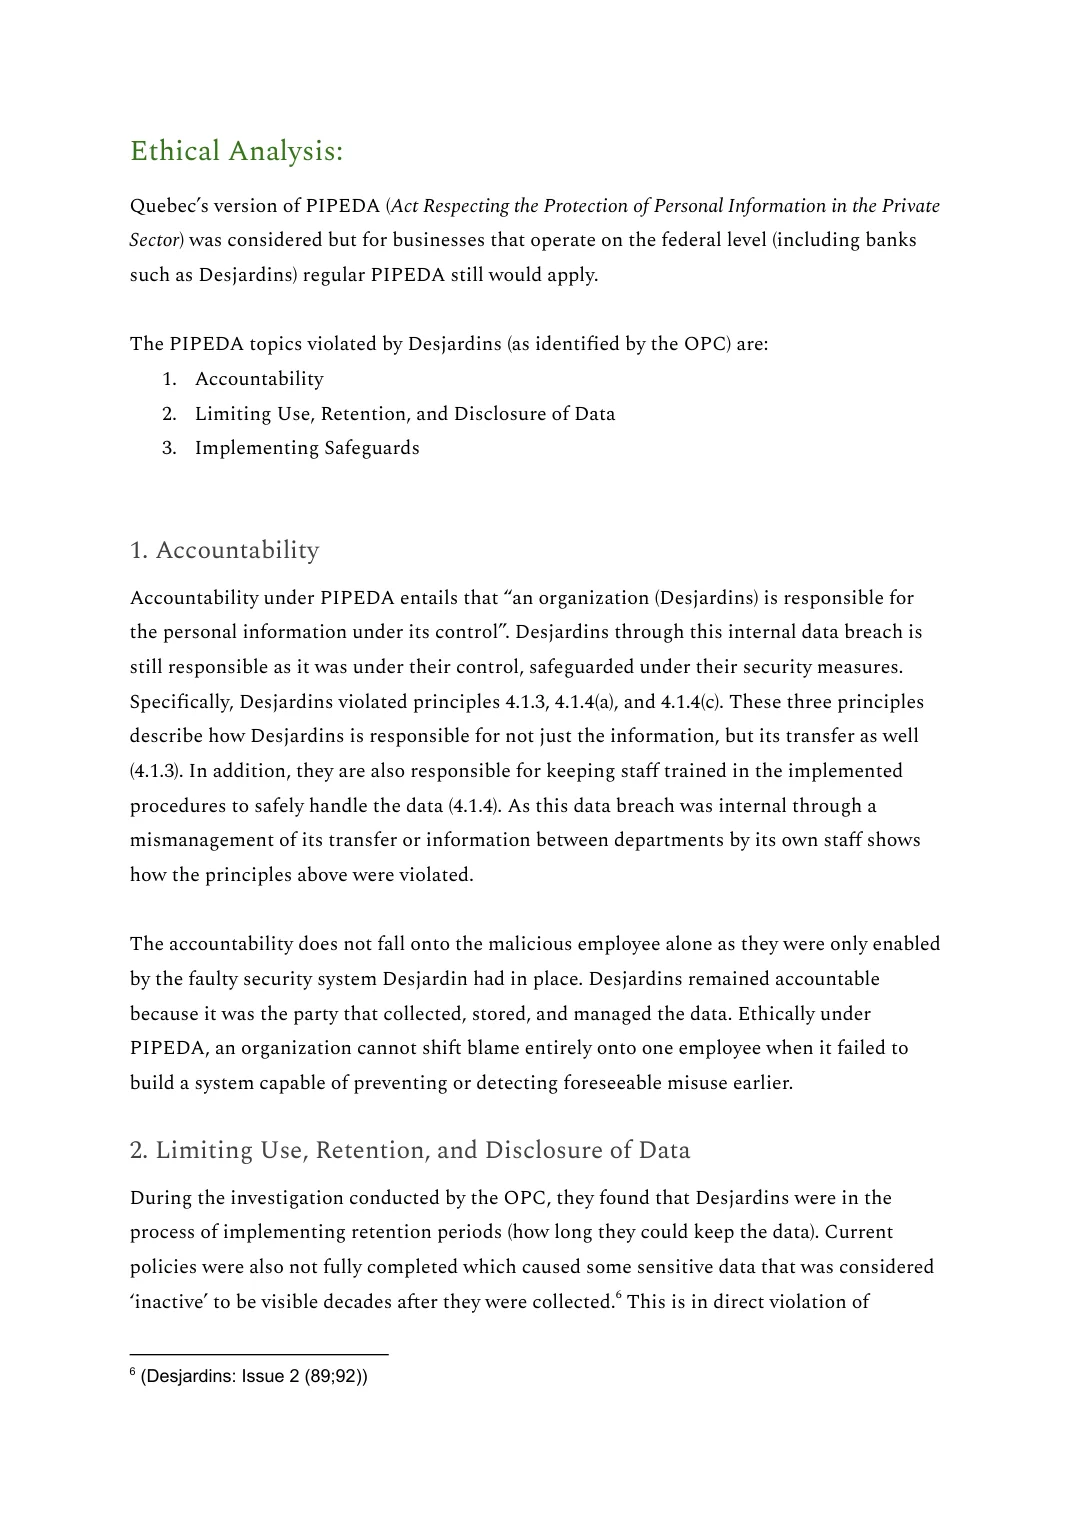 Ethical Analysis:
Quebec’s version of PIPEDA (Act Respecting the Protection of Personal Information in the Private
Sector) was considered but for businesses that operate on the federal level (including banks
such as Desjardins) regular PIPEDA still would apply.
The PIPEDA topics violated by Desjardins (as identified by the OPC) are:
1. Accountability
2. Limiting Use, Retention, and Disclosure of Data
3. Implementing Safeguards
1. Accountability
Accountability under PIPEDA entails that “an organization (Desjardins) is responsible for
the personal information under its control”. Desjardins through this internal data breach is
still responsible as it was under their control, safeguarded under their security measures.
Specifically, Desjardins violated principles 4.1.3, 4.1.4(a), and 4.1.4(c). These three principles
describe how Desjardins is responsible for not just the information, but its transfer as well
(4.1.3). In addition, they are also responsible for keeping staff trained in the implemented
procedures to safely handle the data (4.1.4). As this data breach was internal through a
mismanagement of its transfer or information between departments by its own staff shows
how the principles above were violated.
The accountability does not fall onto the malicious employee alone as they were only enabled
by the faulty security system Desjardin had in place. Desjardins remained accountable
because it was the party that collected, stored, and managed the data. Ethically under
PIPEDA, an organization cannot shift blame entirely onto one employee when it failed to
build a system capable of preventing or detecting foreseeable misuse earlier.
2. Limiting Use, Retention, and Disclosure of Data
During the investigation conducted by the OPC, they found that Desjardins were in the
process of implementing retention periods (how long they could keep the data). Current
policies were also not fully completed which caused some sensitive data that was considered
‘inactive’ to be visible decades after they were collected.⁶ This is in direct violation of
⁶ (Desjardins: Issue 2 (89;92))